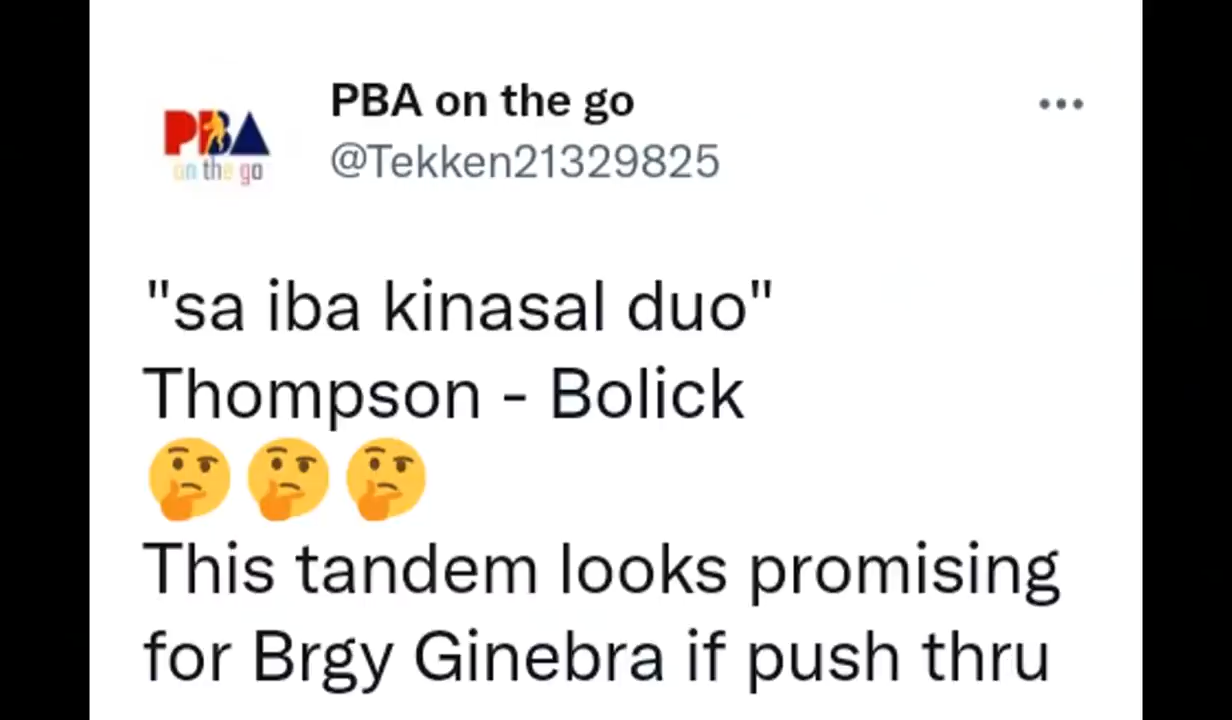 PBA on the go
PBA
on the go
@Tekken21329825
"sa iba kinasal duo"
Thompson - Bolick
🤔🤔🤔
This tandem looks promising
for Brgy Ginebra if push thru